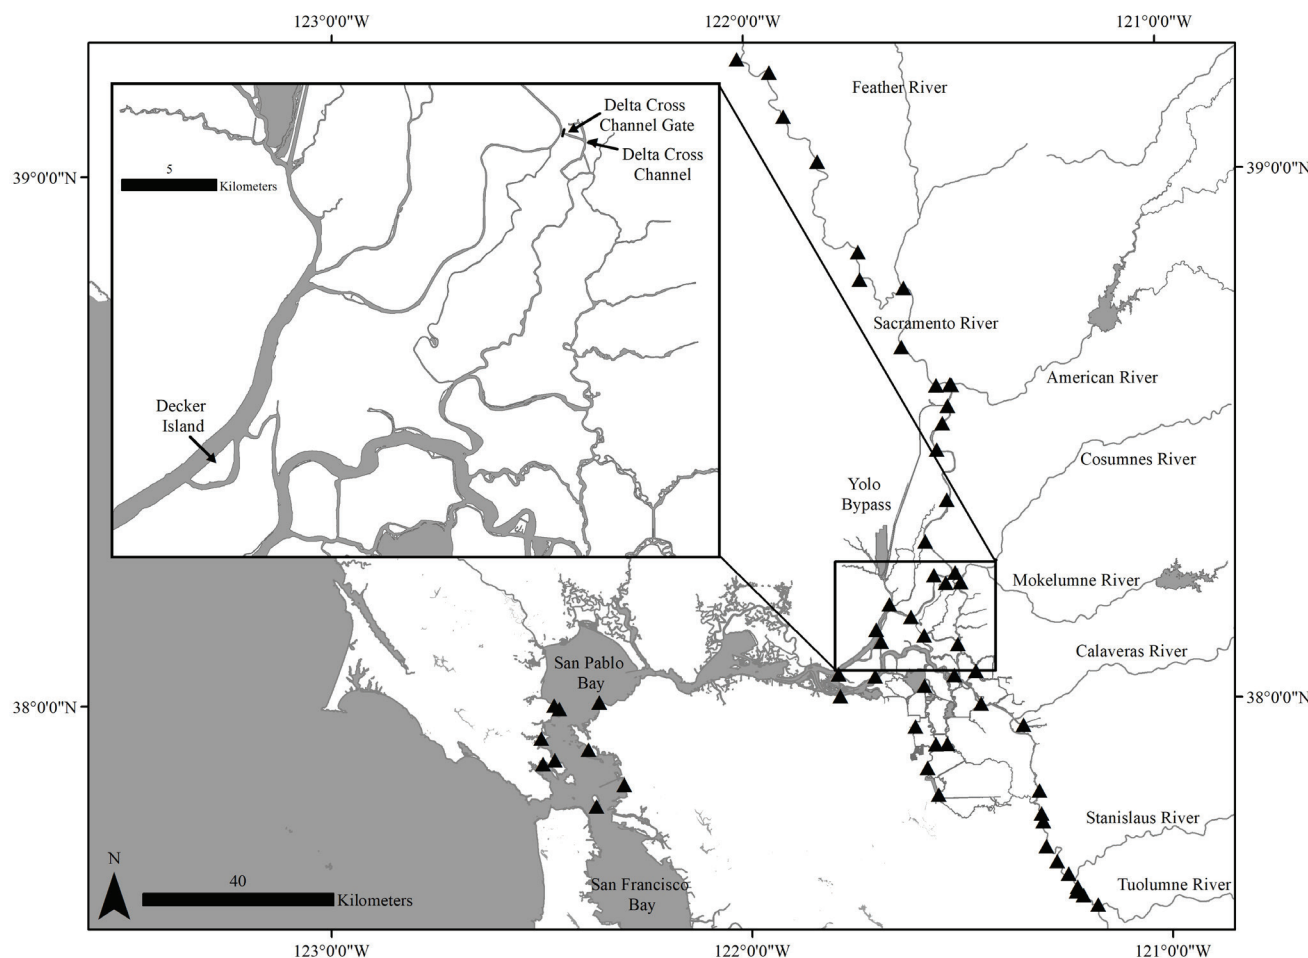 123°0'0"W
122°0'0"W
121°0'0"W
Feather River
Delta Cross
Channel Gate
Delta Cross
Channel
5
Kilometers
39°0'0"N
39°0'0"N
Sacramento River
American River
Decker
Island
Cosumnes River
Yolo
Bypass
Mokelumne River
Calaveras River
San Pablo
Bay
38°0'0"N
38°0'0"N
Stanislaus River
N
40
Kilometers
San Francisco
Bay
Tuolumne River
123°0'0"W
122°0'0"W
121°0'0"W